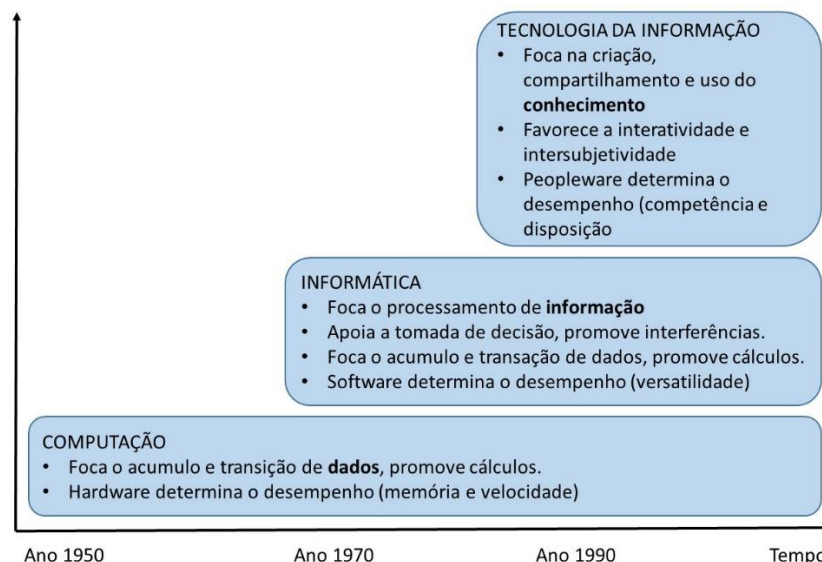 TECNOLOGIA DA INFORMAÇÃO
• Foca na criação,
compartilhamento e uso do
conhecimento
• Favorece a interatividade e
intersubjetividade
• Peopleware determina o
desempenho (competência e
disposição
INFORMÁTICA
• Foca o processamento de informação
• Apoia a tomada de decisão, promove interferências.
• Foca o acumulo e transação de dados, promove cálculos.
• Software determina o desempenho (versatilidade)
COMPUTAÇÃO
• Foca o acumulo e transição de dados, promove cálculos.
• Hardware determina o desempenho (memória e velocidade)
Ano 1950 Ano 1970 Ano 1990 Tempo